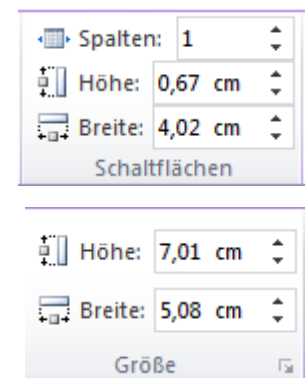 Spalten: 1
Höhe: 0,67 cm
Breite: 4,02 cm
Schaltflächen
Höhe: 7,01 cm
Breite: 5,08 cm
Größe